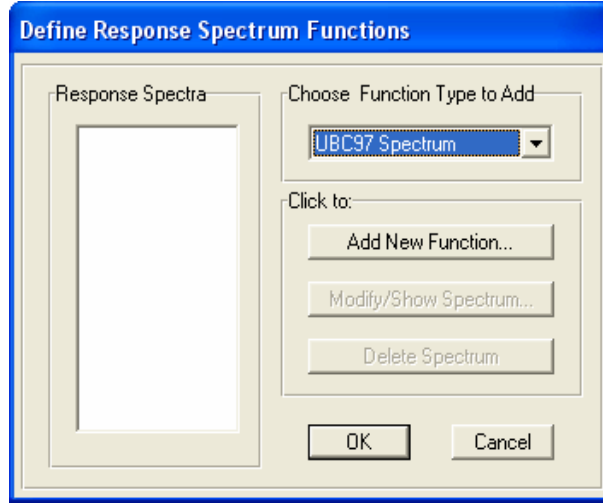 Define Response Spectrum Functions
Response Spectra
Choose  Function Type to Add
UBC97 Spectrum
Click to:
Add New Function...
Modify/Show Spectrum...
Delete Spectrum
OK
Cancel